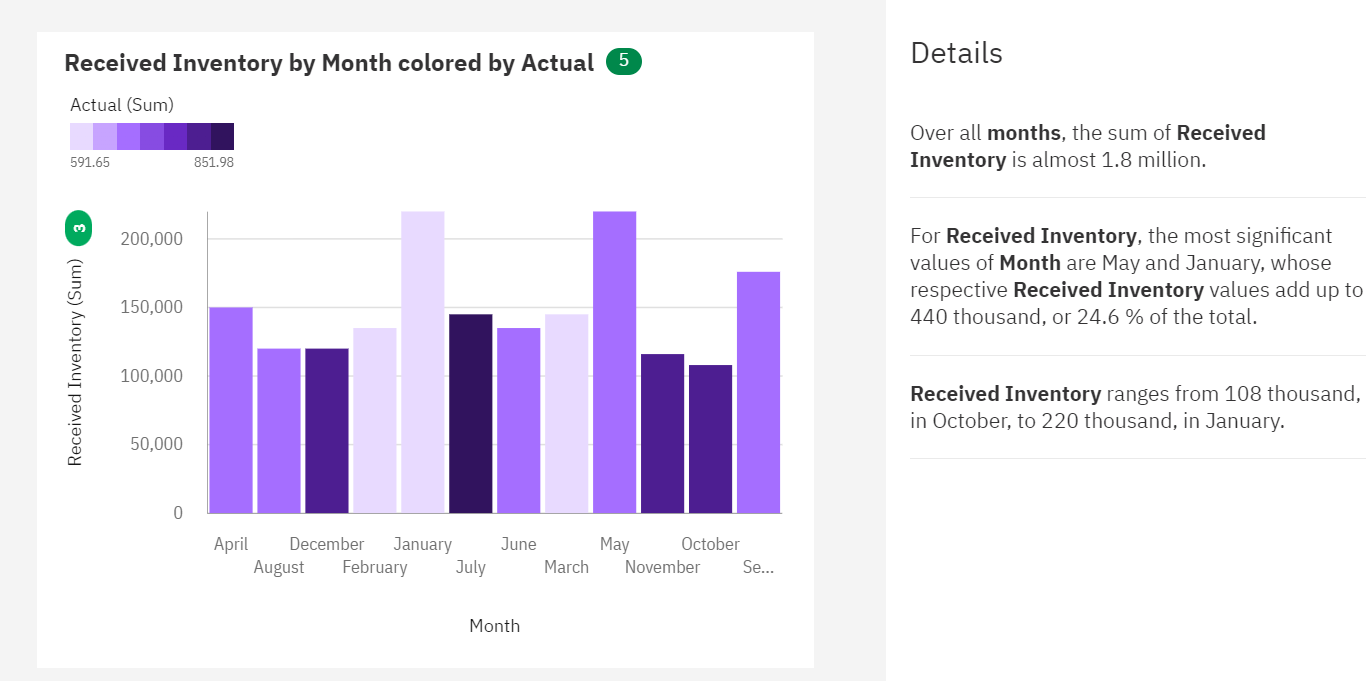 Received Inventory by Month colored by Actual 5
Actual (Sum)
591.65 851.98
3
Received Inventory (Sum)
200,000
150,000
100,000
50,000
0
April December January June May October
August February July March November Se...
Month
Details
Over all months, the sum of Received
Inventory is almost 1.8 million.
For Received Inventory, the most significant
values of Month are May and January, whose
respective Received Inventory values add up to
440 thousand, or 24.6 % of the total.
Received Inventory ranges from 108 thousand,
in October, to 220 thousand, in January.